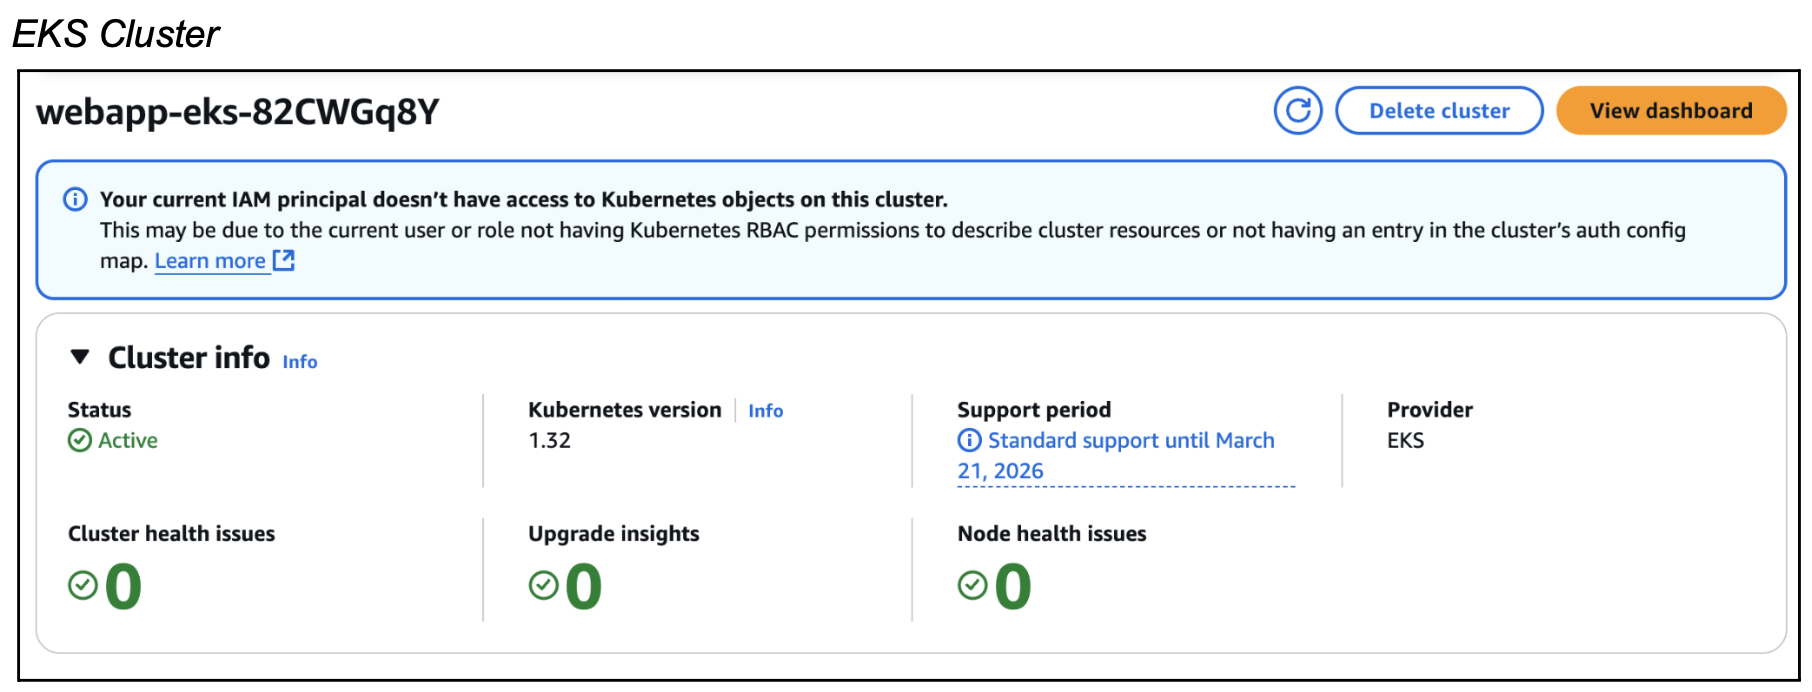 EKS Cluster
webapp-eks-82CWGq8Y
Delete cluster
View dashboard
Your current IAM principal doesn’t have access to Kubernetes objects on this cluster.
This may be due to the current user or role not having Kubernetes RBAC permissions to describe cluster resources or not having an entry in the cluster’s auth config
map. Learn more
Cluster info Info
Status
Active
Kubernetes version Info
1.32
Support period
Standard support until March
21, 2026
Provider
EKS
Cluster health issues
0
Upgrade insights
0
Node health issues
0